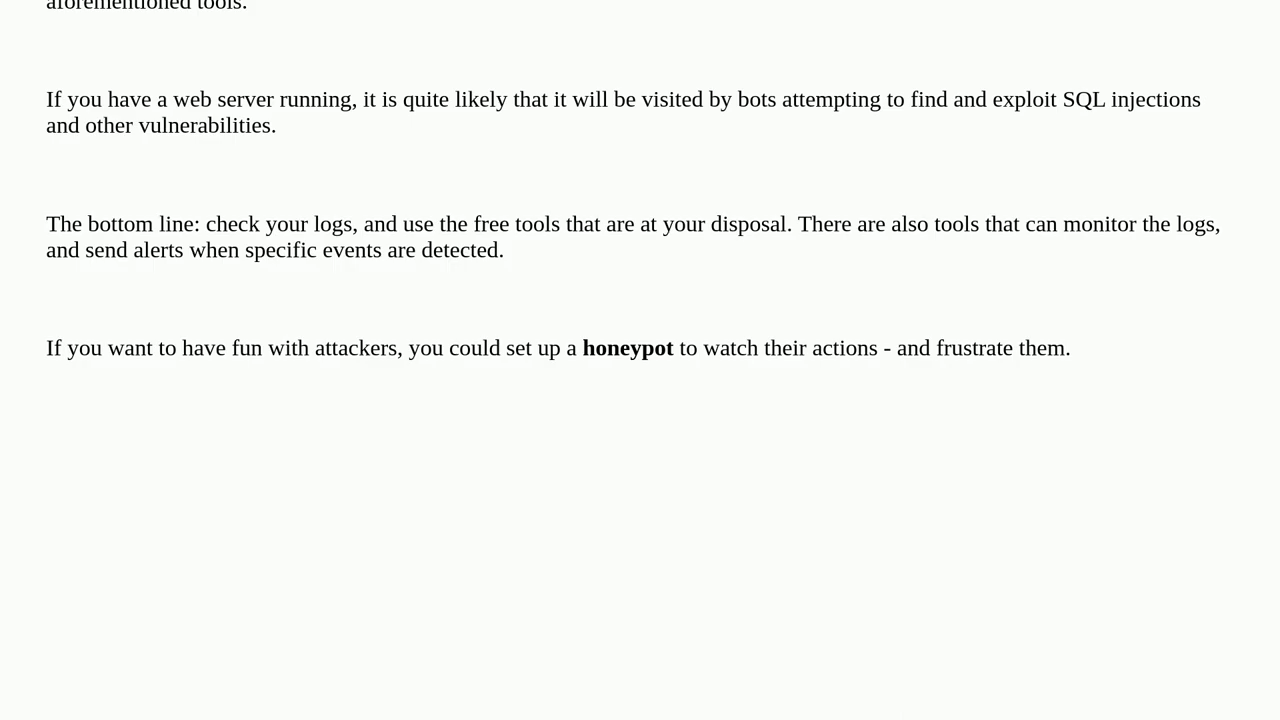 aforementioned tools.
If you have a web server running, it is quite likely that it will be visited by bots attempting to find and exploit SQL injections
and other vulnerabilities.
The bottom line: check your logs, and use the free tools that are at your disposal. There are also tools that can monitor the logs,
and send alerts when specific events are detected.
If you want to have fun with attackers, you could set up a honeypot to watch their actions - and frustrate them.